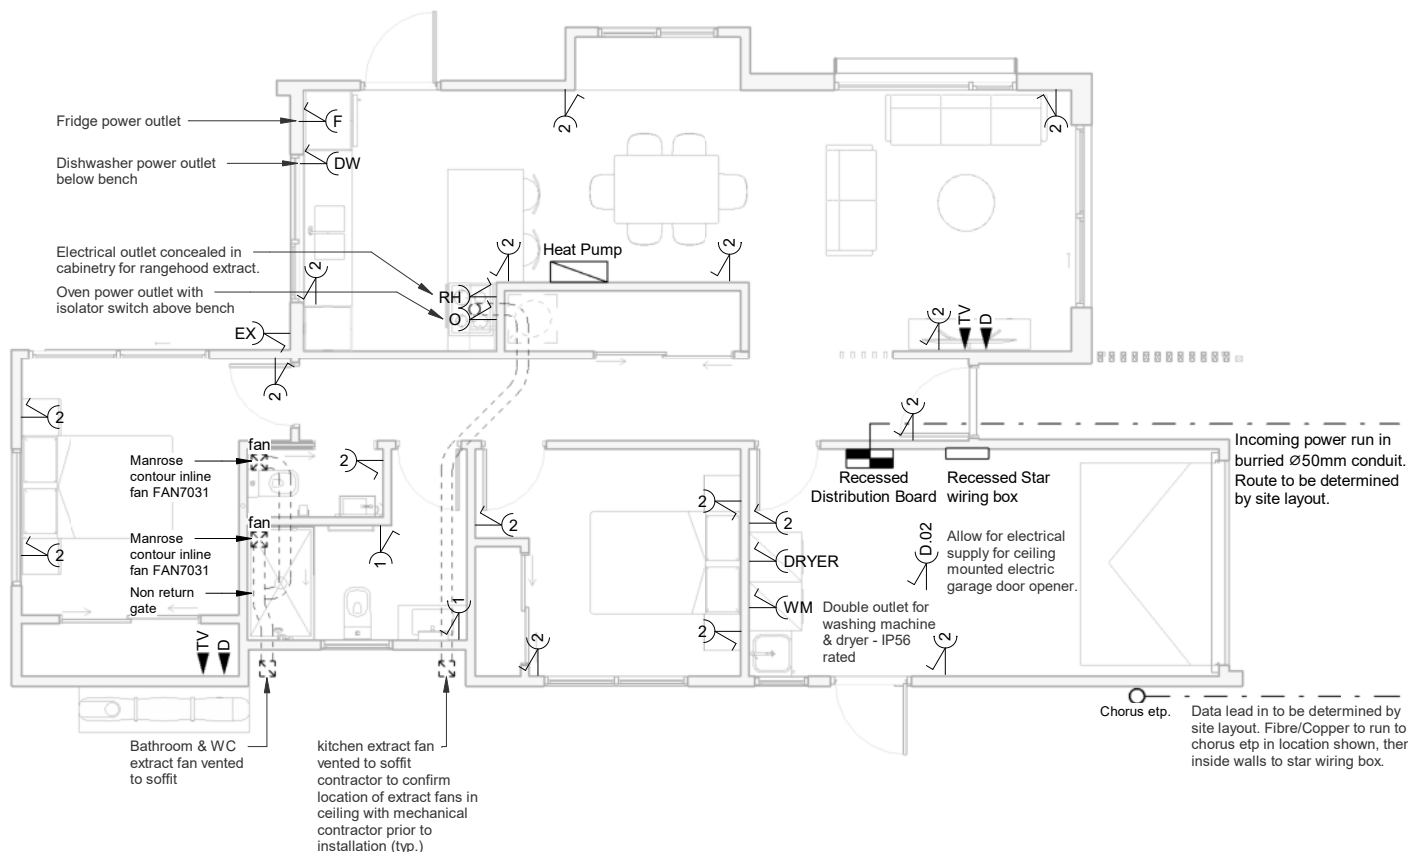 Fridge power outlet
F
2
2
Dishwasher power outlet
below bench
DW
Electrical outlet concealed in
cabinetry for rangehood extract.
2
2
Heat Pump
2
RH
Oven power outlet with
isolator switch above bench
O
EX
2
TV
D
2
2
2
fan
2
Manrose
contour inline
fan FAN7031
fan
Manrose
contour inline
fan FAN7031
2
Non return
gate
1
1
TV
D
2
2
2
2
Recessed
Distribution Board
Recessed Star
wiring box
Incoming power run in
burried Ø50mm conduit.
Route to be determined
by site layout.
2
DRYER
WM
D.02
Allow for electrical
supply for ceiling
mounted electric
garage door opener.
Double outlet for
washing machine
& dryer - IP56
rated
2
Chorus etp.
Data lead in to be determined by
site layout. Fibre/Copper to run to
chorus etp in location shown, then
inside walls to star wiring box.
Bathroom & WC
extract fan vented
to soffit
kitchen extract fan
vented to soffit
contractor to confirm
location of extract fans in
ceiling with mechanical
contractor prior to
installation (typ.)